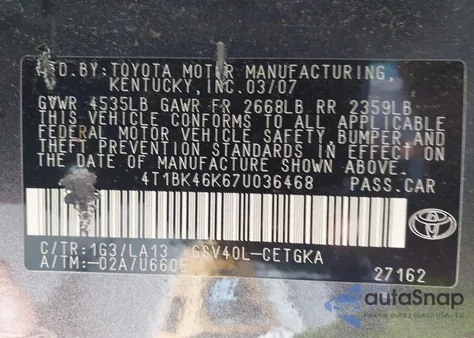 MFD.BY:TOYOTA MOTOR MANUFACTURING,
KENTUCKY,INC.03/07
GVWR 4535LB GAWR FR 2668LB RR 2359LB
THIS VEHICLE CONFORMS TO ALL APPLICABLE
FEDERAL MOTOR VEHICLE SAFETY,BUMPER AND
THEFT PREVENTION STANDARDS IN EFFECT ON
THE DATE OF MANUFACTURE SHOWN ABOVE.
4T1BK46K67U036468 PASS.CAR
TOYOTA
C/TR:1G3/LA13 GSV40L-CETGKA
A/TM:-02A/U660E
27162
autoSnap